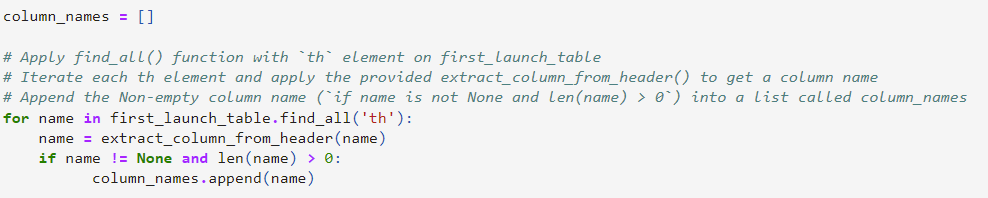 column_names = []
# Apply find_all() function with `th` element on first_launch_table
# Iterate each th element and apply the provided extract_column_from_header() to get a column name
# Append the Non-empty column name (`if name is not None and len(name) > 0`) into a list called column_names
for name in first_launch_table.find_all('th'):
    name = extract_column_from_header(name)
    if name != None and len(name) > 0:
          column_names.append(name)